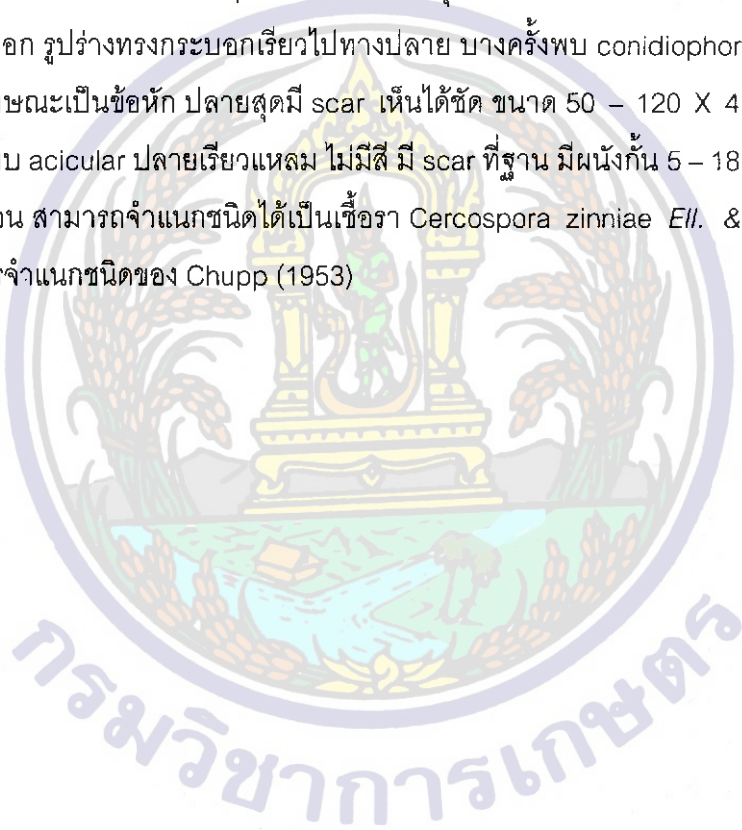 อก รูปร่างทรงกระบอกเรียวไปทางปลาย บางครั้งพบ conidiophor
ษณะเป็นข้อหัก ปลายสุดมี scar เห็นได้ชัด ขนาด 50 – 120 X 4
บ acicular ปลายเรียวแหลม ไม่มีสี มี scar ที่ฐาน มีผนังกั้น 5 – 18
วน สามารถจำแนกชนิดได้เป็นเชื้อรา Cercospora zinniae Ell. &
รจำแนกชนิดของ Chupp (1953)
กรมวิชาการเกษตร